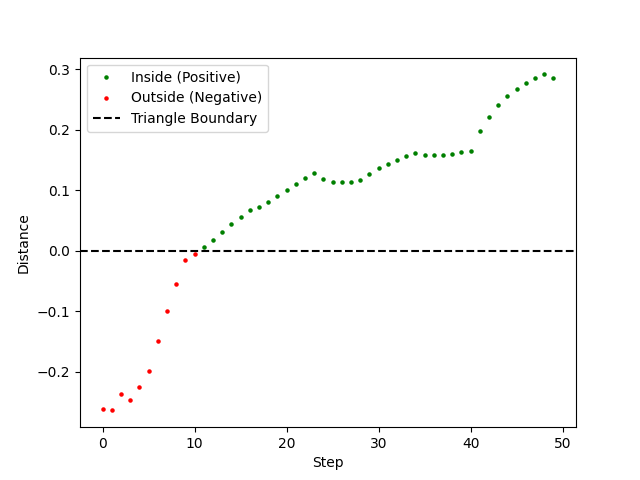 Inside (Positive)
Outside (Negative)
Triangle Boundary
0.3
0.2
0.1
0.0
−0.1
−0.2
Distance
0 10 20 30 40 50
Step